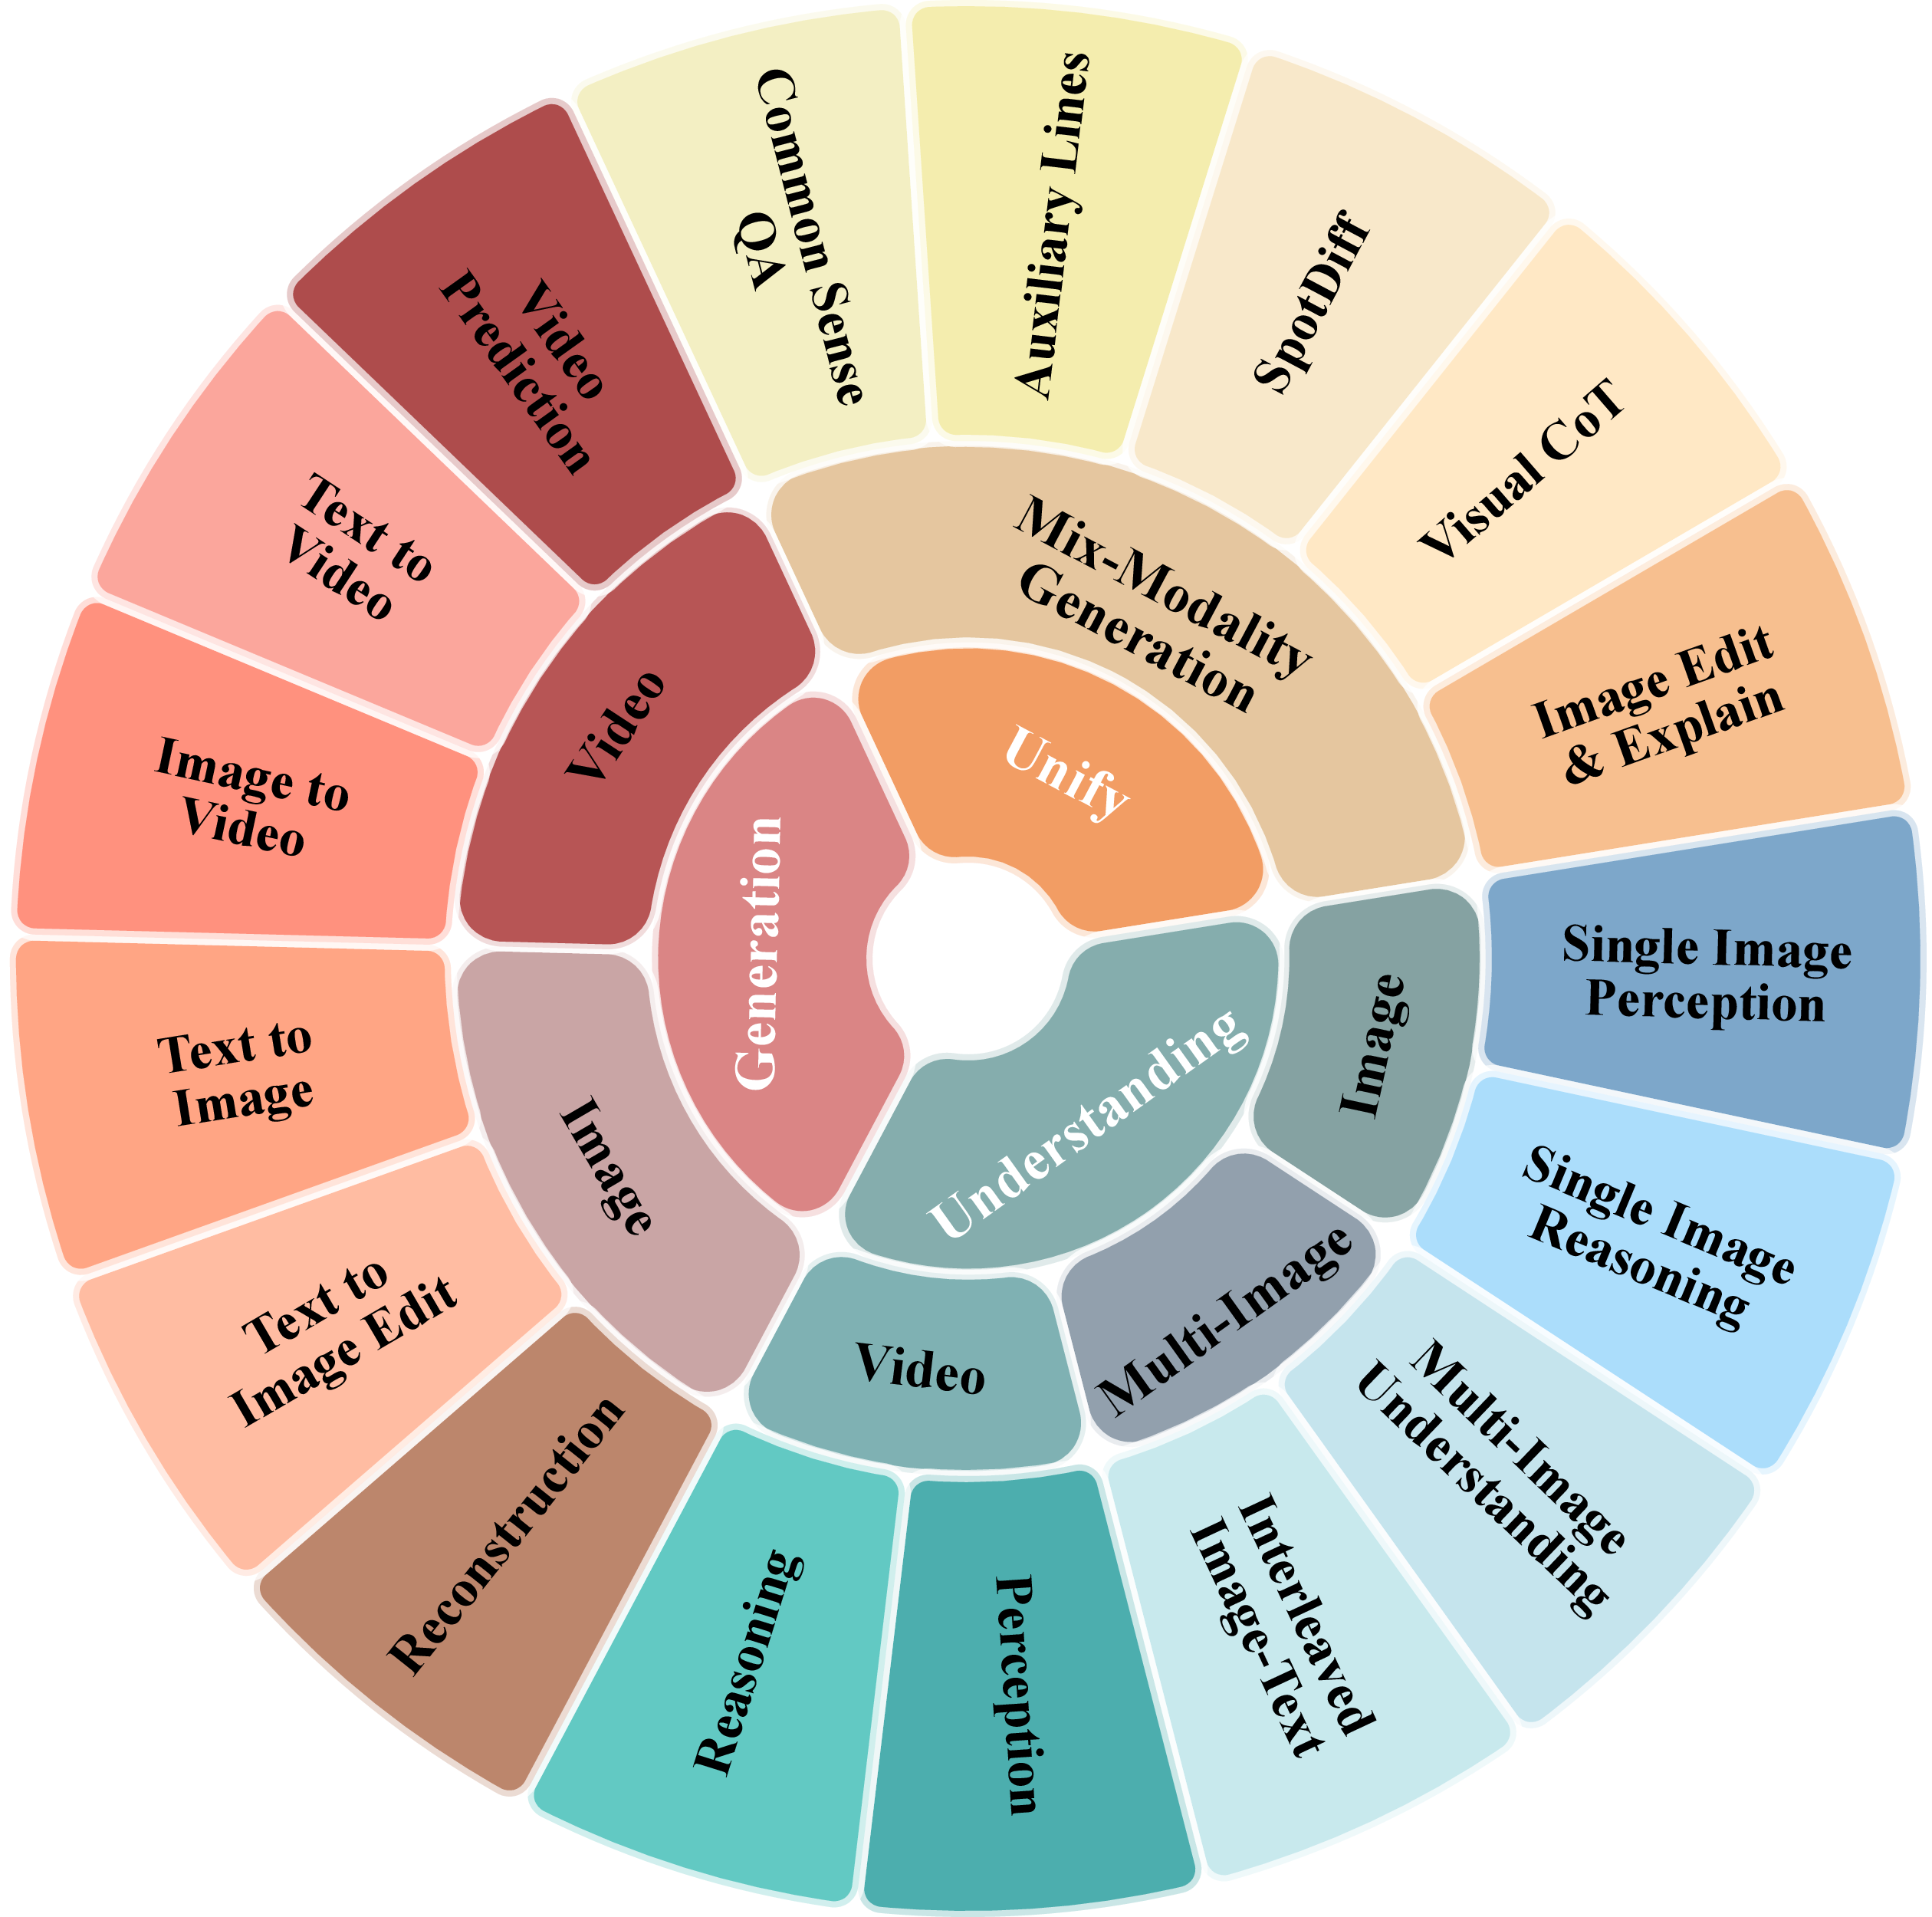 Unify
Understanding
Generation
Mix-Modality
Generation
Image
Multi-Image
Video
Image
Video
Common Sense
QA
Auxiliary Lines
SpotDiff
Visual CoT
Image Edit
& Explain
Single Image
Perception
Single Image
Reasoning
Multi-Image
Understanding
Interleaved
Image-Text
Perception
Reasoning
Reconstruction
Text to
Image Edit
Text to
Image
Image to
Video
Text to
Video
Video
Prediction